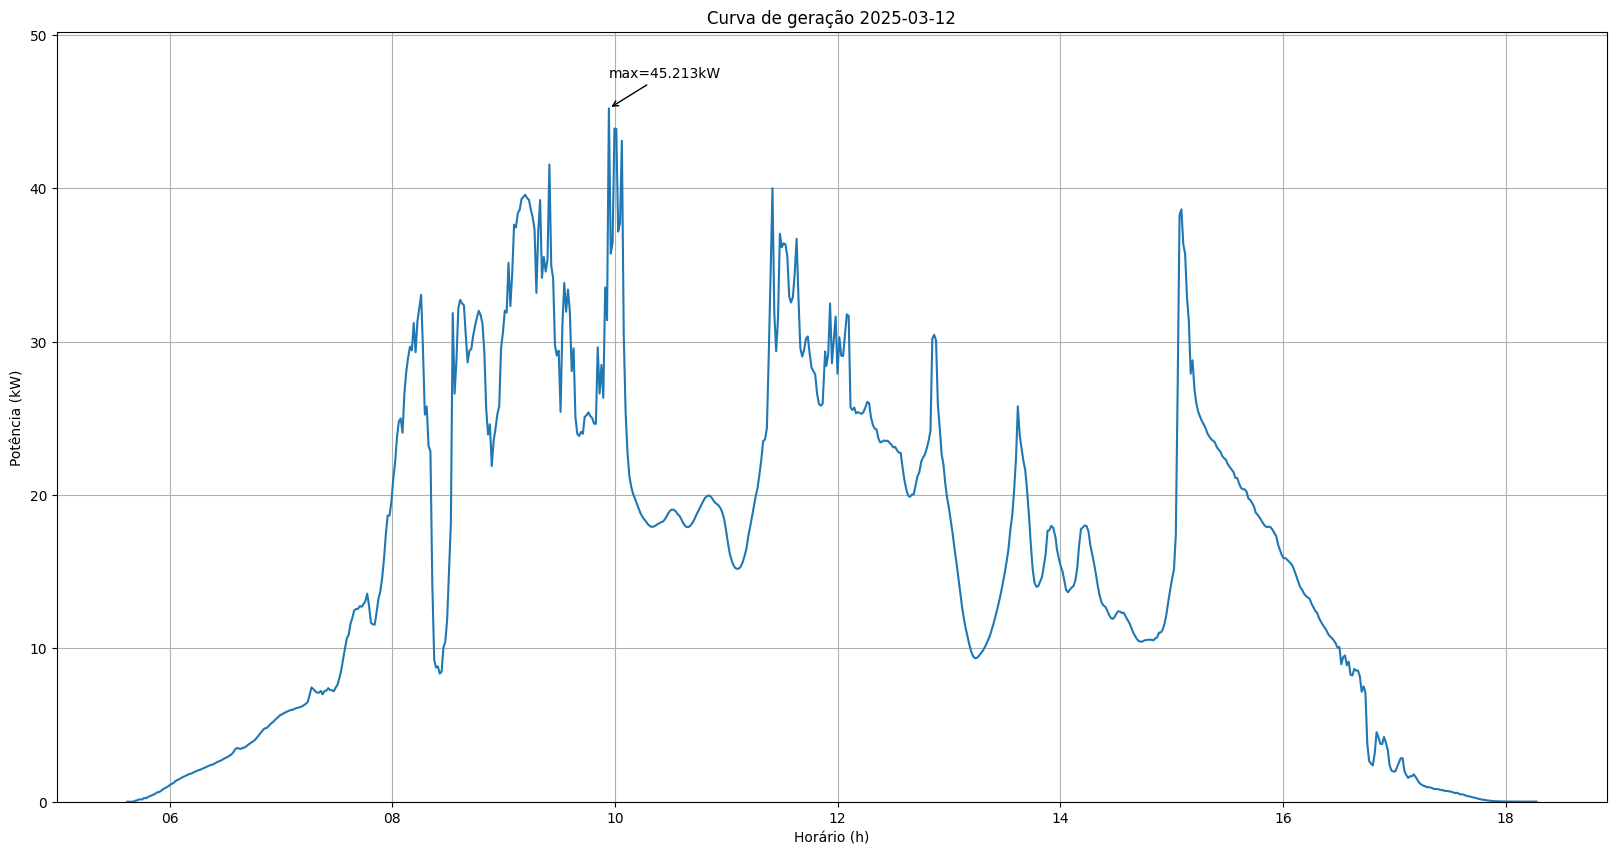 Curva de geração 2025-03-12
50
max=45.213kW
40
30
Potência (kW)
20
10
0
06 08 10 12 14 16 18
Horário (h)